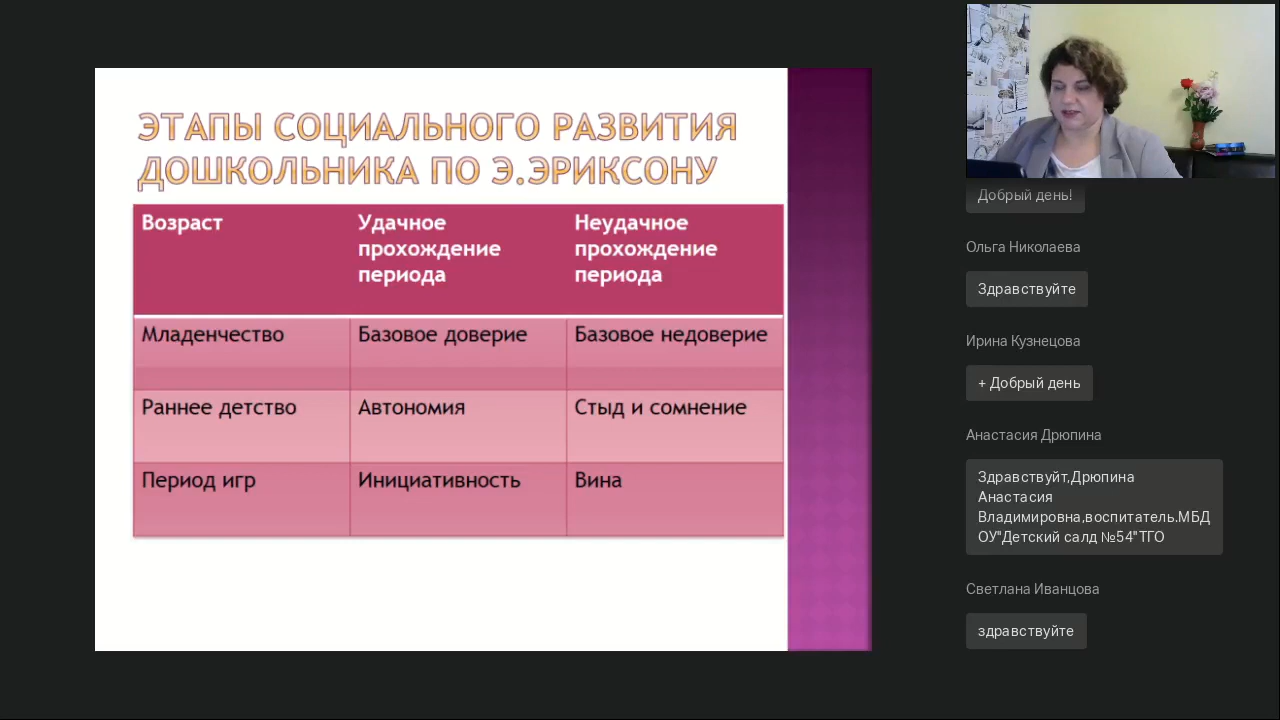 ЭТАПЫ СОЦИАЛЬНОГО РАЗВИТИЯ
ДОШКОЛЬНИКА ПО Э.ЭРИКСОНУ
Возраст
Удачное
прохождение
периода
Неудачное
прохождение
периода
Младенчество
Базовое доверие
Базовое недоверие
Раннее детство
Автономия
Стыд и сомнение
Период игр
Инициативность
Вина
Добрый день!
Ольга Николаева
Здравствуйте
Ирина Кузнецова
+ Добрый день
Анастасия Дрюпина
Здравствуйт,Дрюпина
Анастасия
Владимировна,воспитатель.МБД
ОУ"Детский салд №54"ТГО
Светлана Иванцова
здравствуйте